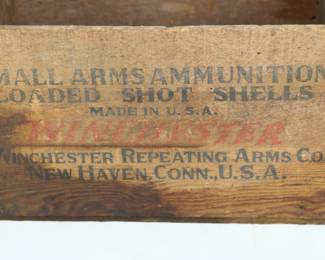 MALL ARMS AMMUNITION
LOADED SHOT SHELLS
MADE IN U.S.A.
WINCHESTER
WINCHESTER REPEATING ARMS CO.
NEW HAVEN, CONN., U.S.A.